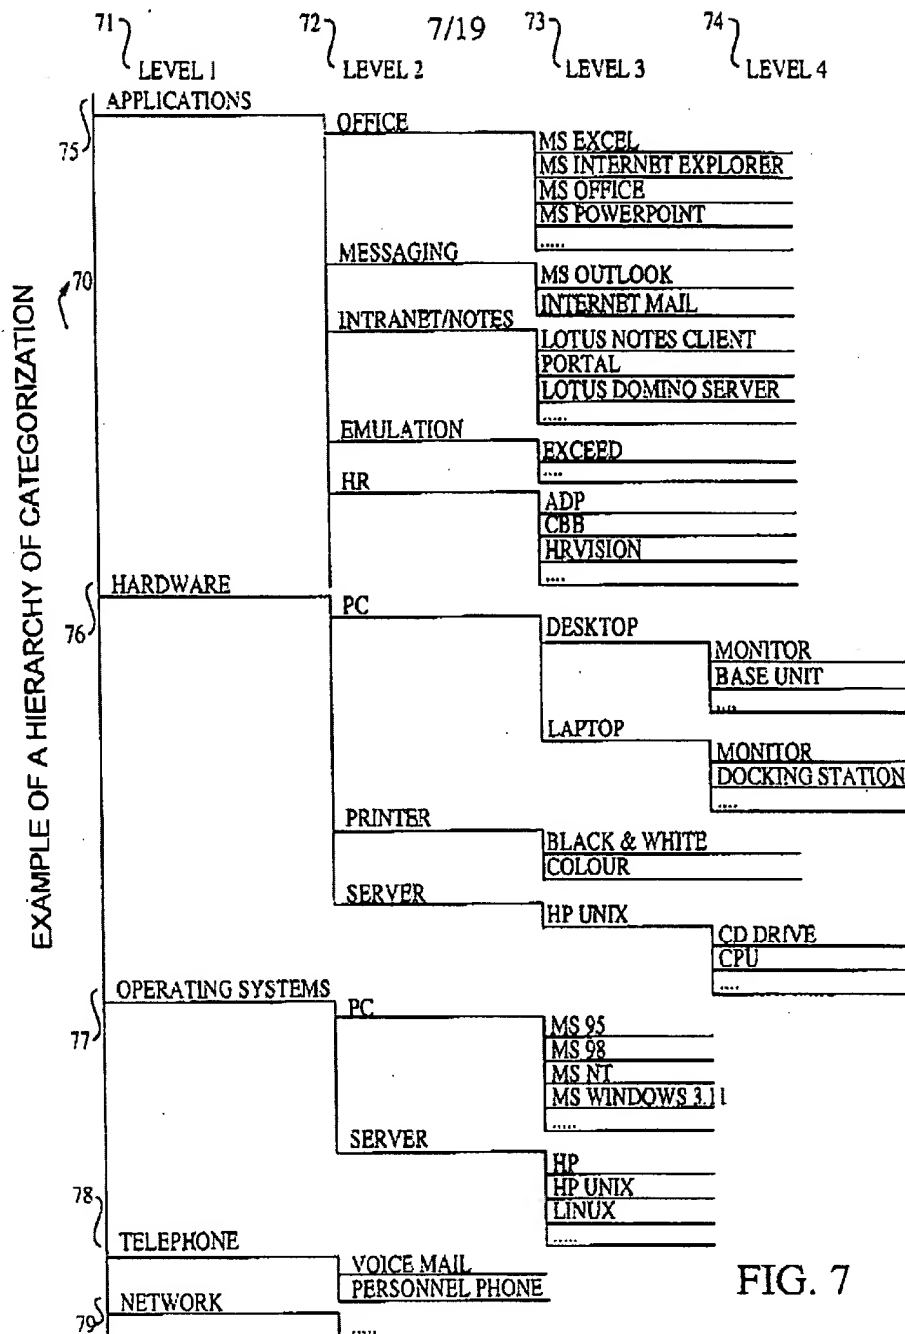 71 72 7/19 73 74
LEVEL 1 LEVEL 2 LEVEL 3 LEVEL 4
APPLICATIONS
75
OFFICE
MS EXCEL
MS INTERNET EXPLORER
MS OFFICE
MS POWERPOINT
.....
MESSAGING
MS OUTLOOK
INTERNET MAIL
70
EXAMPLE OF A HIERARCHY OF CATEGORIZATION
INTRANET/NOTES
LOTUS NOTES CLIENT
PORTAL
LOTUS DOMINO SERVER
.....
EMULATION
EXCEED
....
HR
ADP
CBB
HRVISION
....
HARDWARE
76
PC
DESKTOP
MONITOR
BASE UNIT
....
LAPTOP
MONITOR
DOCKING STATION
....
PRINTER
BLACK & WHITE
COLOUR
SERVER
HP UNIX
CD DRIVE
CPU
....
OPERATING SYSTEMS
77
PC
MS 95
MS 98
MS NT
MS WINDOWS 3.11
.....
SERVER
HP
HP UNIX
LINUX
.....
78
TELEPHONE
VOICE MAIL
PERSONNEL PHONE
NETWORK
79
.....
FIG. 7